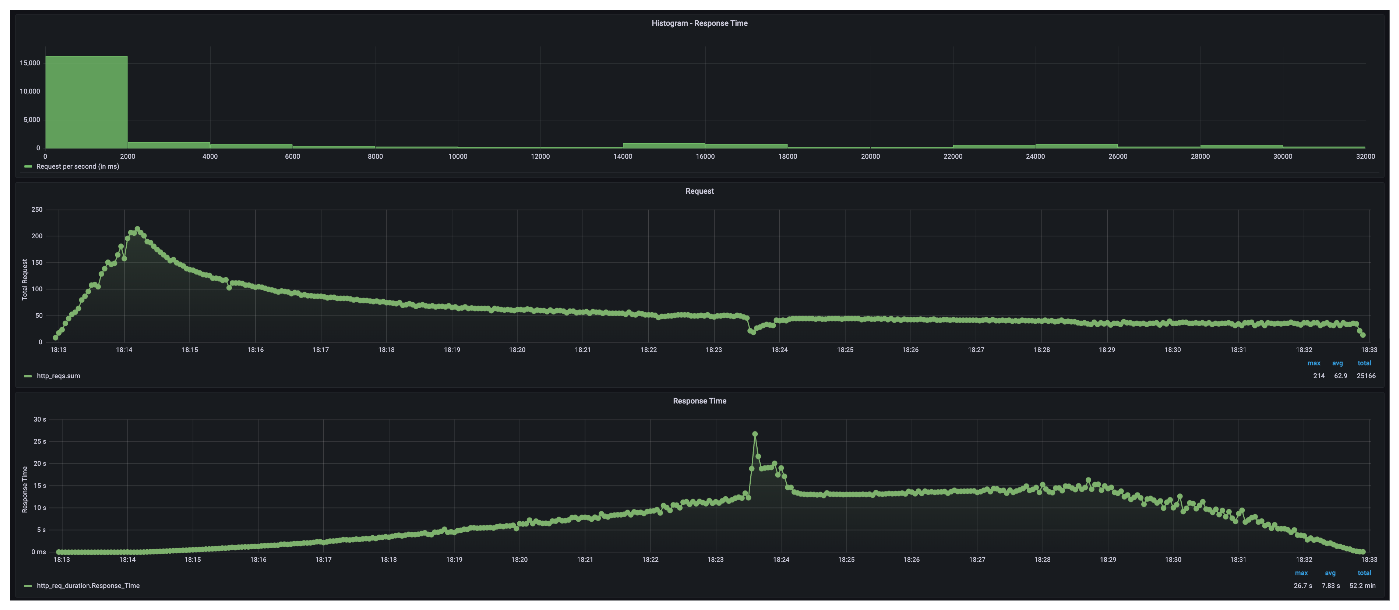 Histogram - Response Time
15,000
10,000
5,000
0
0 2000 4000 6000 8000 10000 12000 14000 16000 18000 20000 22000 24000 26000 28000 30000 32000
Request per second (in ms)
Request
Total Request
250
200
150
100
50
0
18:13 18:14 18:15 18:16 18:17 18:18 18:19 18:20 18:21 18:22 18:23 18:24 18:25 18:26 18:27 18:28 18:29 18:30 18:31 18:32 18:33
max avg total
http_reqs.sum 214 62.9 25166
Response Time
Response Time
30 s
25 s
20 s
15 s
10 s
5 s
0 ms
18:13 18:14 18:15 18:16 18:17 18:18 18:19 18:20 18:21 18:22 18:23 18:24 18:25 18:26 18:27 18:28 18:29 18:30 18:31 18:32 18:33
max avg total
http_req_duration.Response_Time 26.7 s 7.83 s 52.2 min